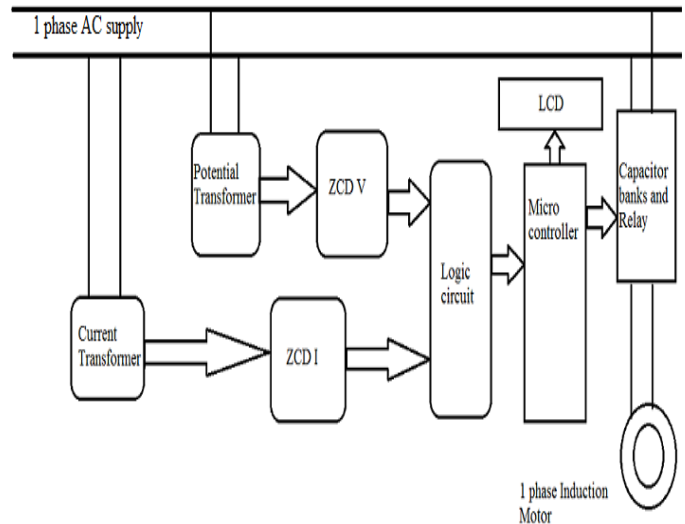 1 phase AC supply
LCD
Potential
Transformer
ZCD V
Capacitor
banks and
Relay
Micro
controller
Logic
circuit
Current
Transformer
ZCD I
1 phase Induction
Motor